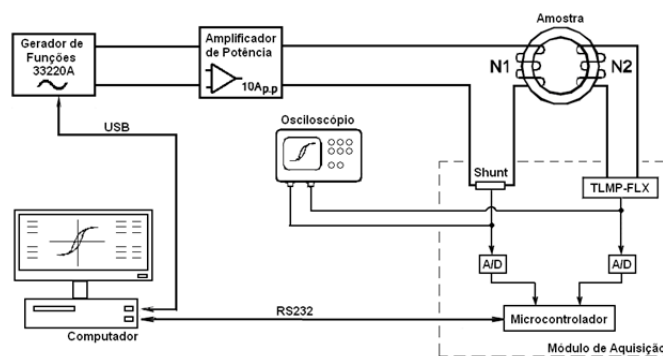 Gerador de
Funções
33220A
Amplificador
de Potência
10Ap.p
Amostra
N1
N2
USB
Osciloscópio
Shunt
TLMP-FLX
A/D
A/D
RS232
Microcontrolador
Computador
Módulo de Aquisição